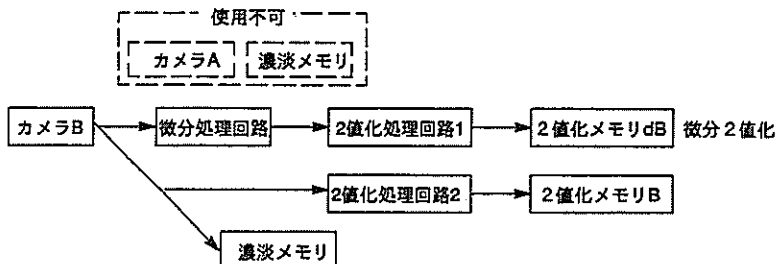 使用不可
カメラA 濃淡メモリ
カメラB 微分処理回路 2値化処理回路1 2値化メモリdB 微分2値化
2値化処理回路2 2値化メモリB
濃淡メモリ